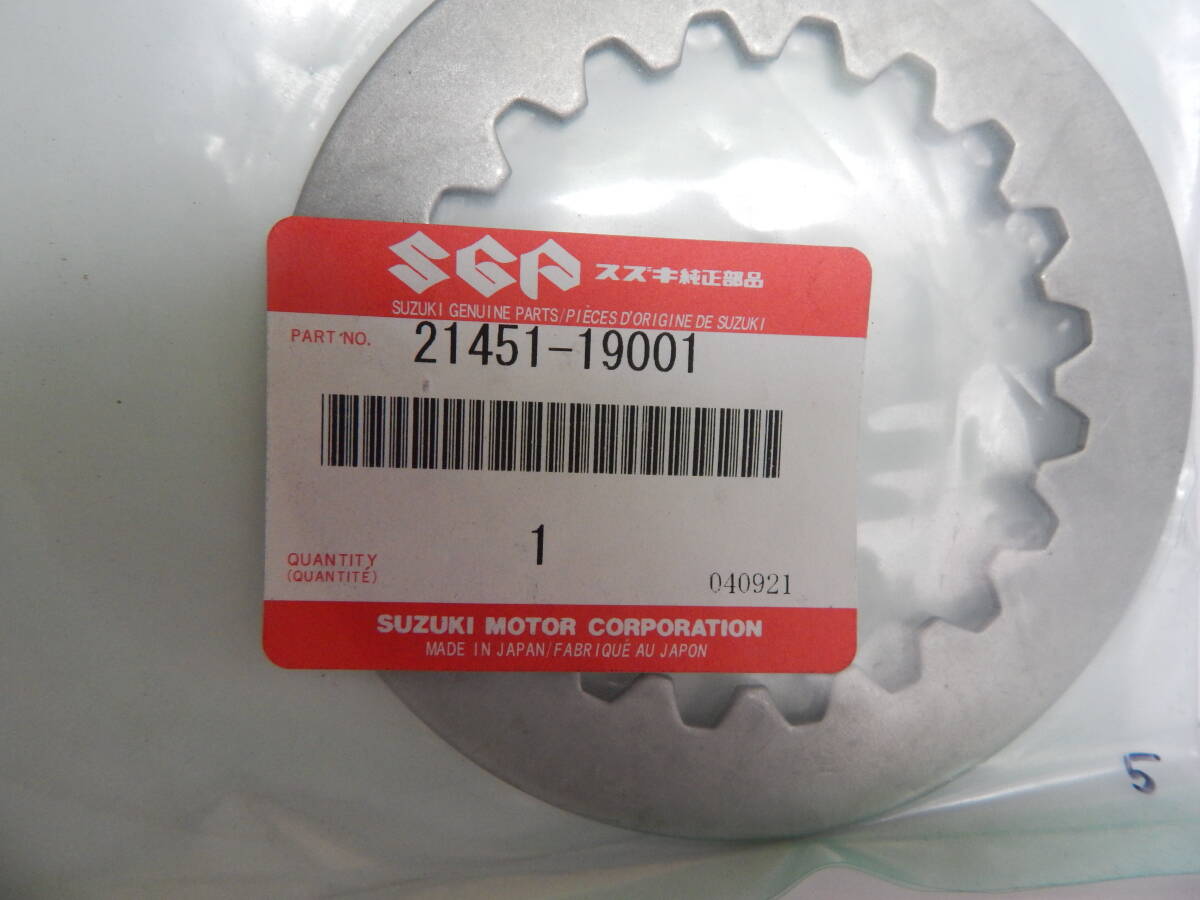 SGP スズキ純正部品
SUZUKI GENUINE PARTS/PIÈCES D'ORIGINE DE SUZUKI
PART NO. 21451-19001
QUANTITY 1
(QUANTITÉ) 040921
SUZUKI MOTOR CORPORATION
MADE IN JAPAN/FABRIQUÉ AU JAPON
5